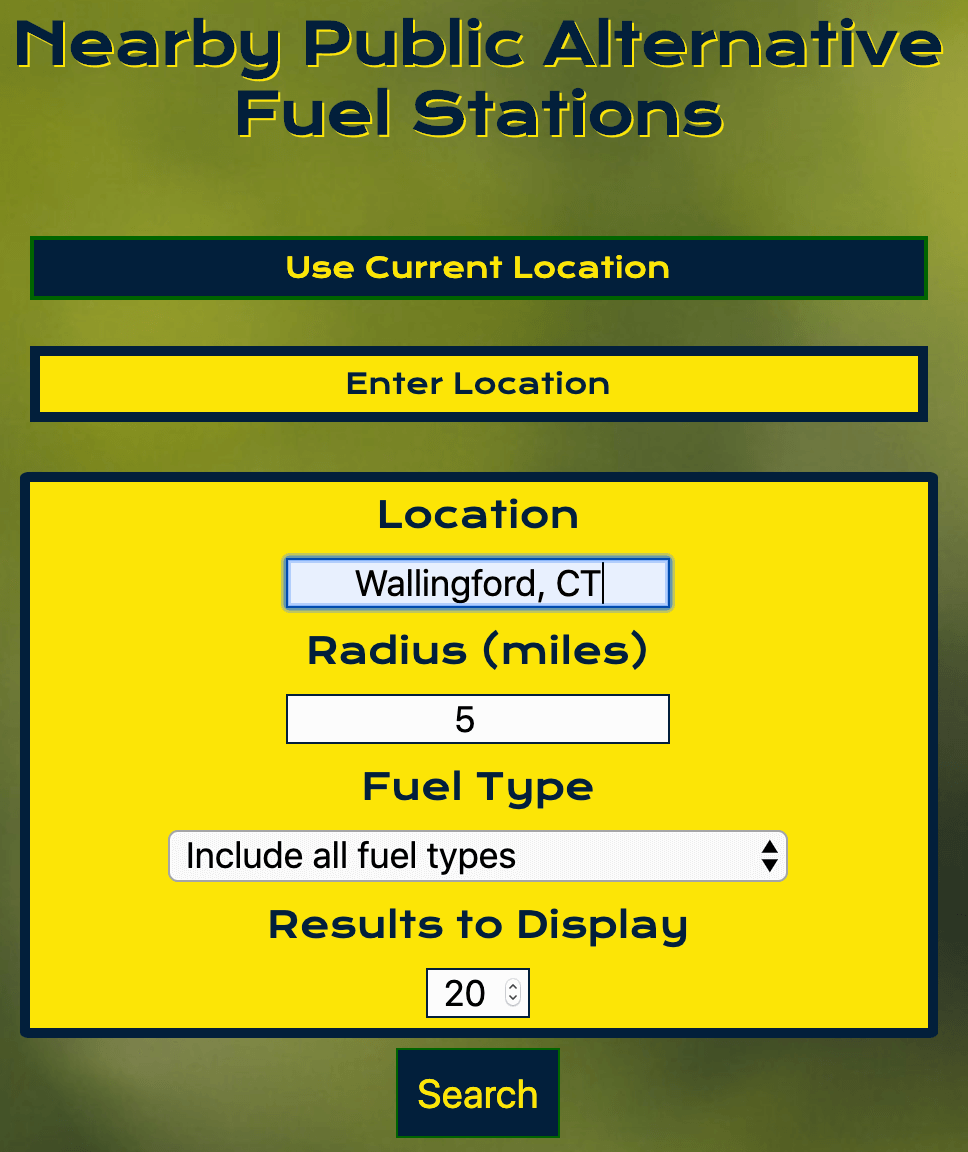 Nearby Public Alternative
Fuel Stations
Use Current Location
Enter Location
Location
Wallingford, CT
Radius (miles)
5
Fuel Type
Include all fuel types
Results to Display
20
Search